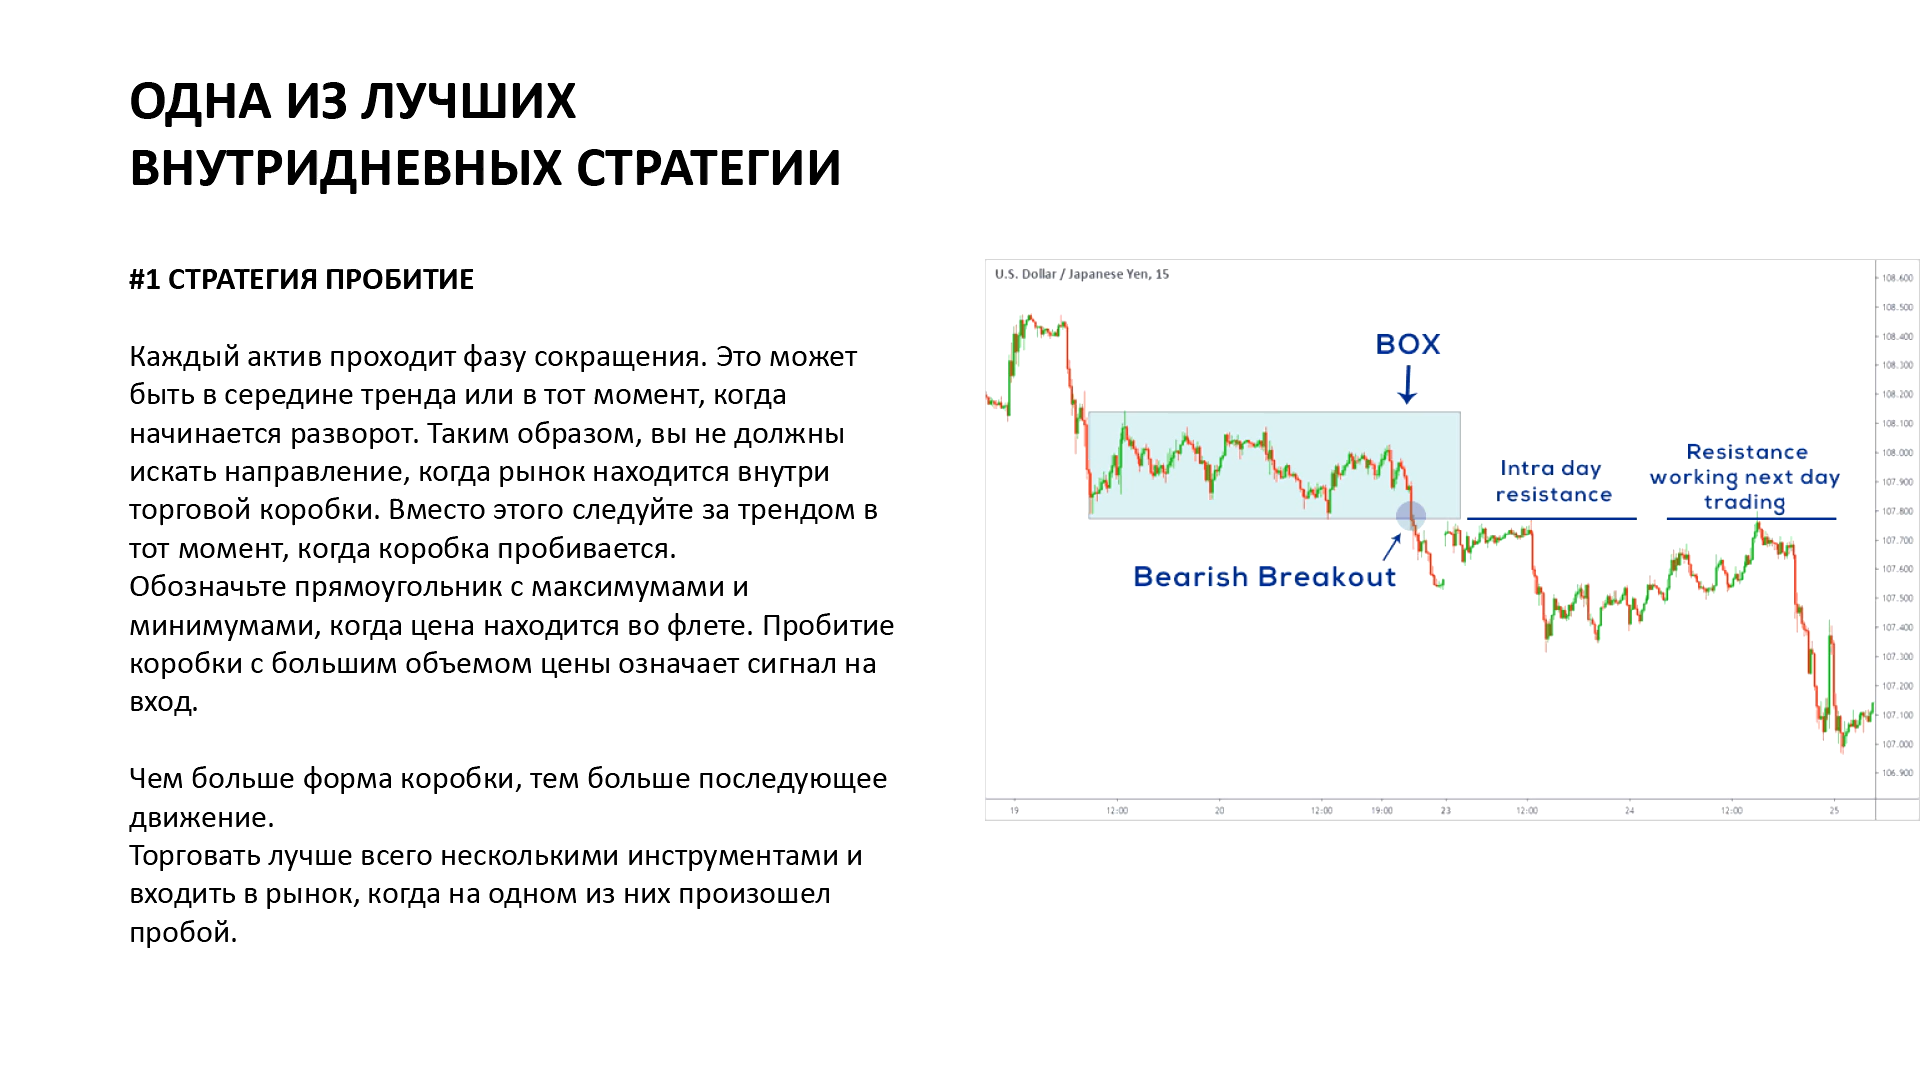 ОДНА ИЗ ЛУЧШИХ
ВНУТРИДНЕВНЫХ СТРАТЕГИИ
#1 СТРАТЕГИЯ ПРОБИТИЕ
Каждый актив проходит фазу сокращения. Это может
быть в середине тренда или в тот момент, когда
начинается разворот. Таким образом, вы не должны
искать направление, когда рынок находится внутри
торговой коробки. Вместо этого следуйте за трендом в
тот момент, когда коробка пробивается.
Обозначьте прямоугольник с максимумами и
минимумами, когда цена находится во флете. Пробитие
коробки с большим объемом цены означает сигнал на
вход.
Чем больше форма коробки, тем больше последующее
движение.
Торговать лучше всего несколькими инструментами и
входить в рынок, когда на одном из них произошел
пробой.
U.S. Dollar / Japanese Yen, 15
BOX
Bearish Breakout
Intra day
resistance
Resistance
working next day
trading
108.600
108.500
108.400
108.300
108.200
108.100
108.000
107.900
107.800
107.700
107.600
107.500
107.400
107.300
107.200
107.100
107.000
106.900
19 12:00 20 12:00 19:00 23 12:00 24 12:00 25